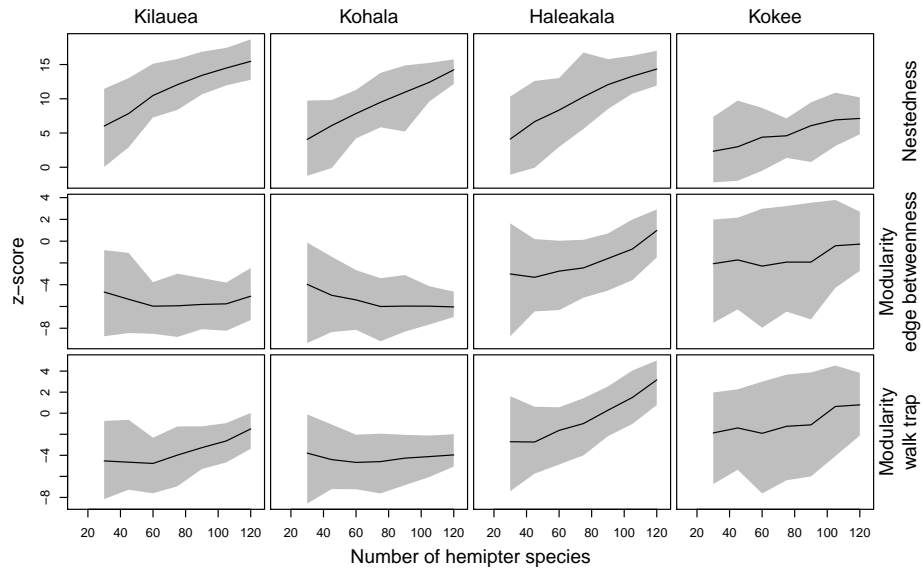 Kilauea Kohala Haleakala Kokee
15
10
5
0
Nestedness
4
2
0
-4
-8
Modularity
edge betweenness
z-score
4
2
0
-4
-8
Modularity
walk trap
20 40 60 80 100 120 20 40 60 80 100 120 20 40 60 80 100 120 20 40 60 80 100 120
Number of hemipter species